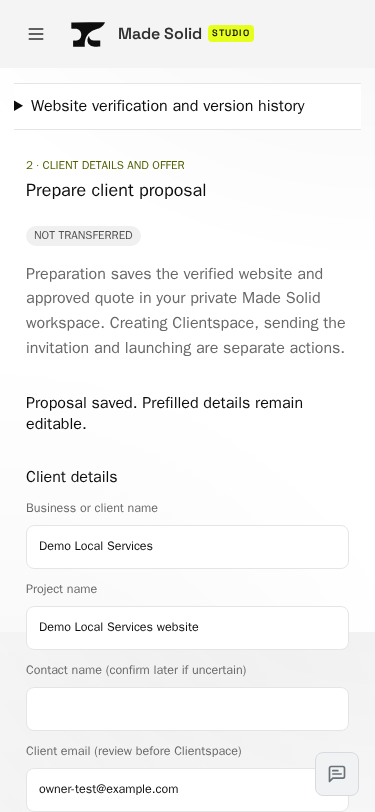 Made Solid STUDIO
Website verification and version history
2 · CLIENT DETAILS AND OFFER
Prepare client proposal
NOT TRANSFERRED
Preparation saves the verified website and
approved quote in your private Made Solid
workspace. Creating Clientspace, sending the
invitation and launching are separate actions.
Proposal saved. Prefilled details remain
editable.
Client details
Business or client name
Demo Local Services
Project name
Demo Local Services website
Contact name (confirm later if uncertain)
Client email (review before Clientspace)
owner-test@example.com